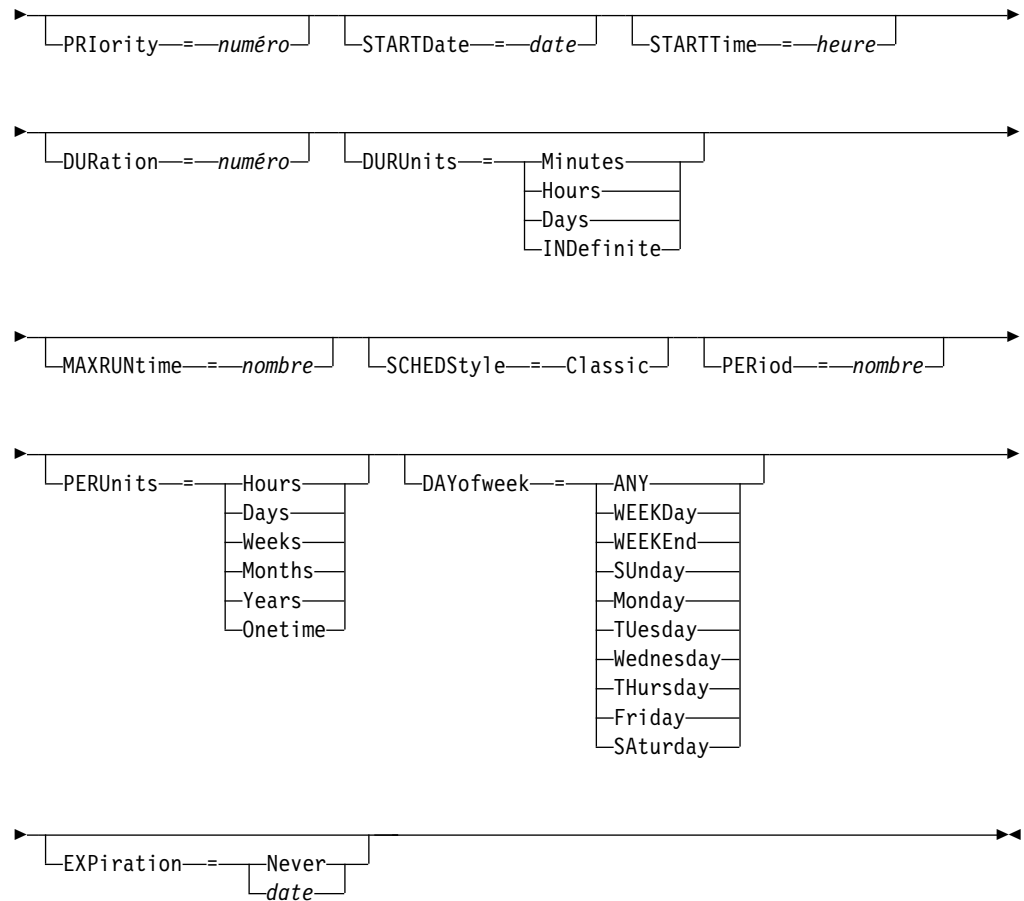 PRIority = numéro STARTDate = date STARTTime = heure
DURation = numéro DURUnits = Minutes
Hours
Days
INDefinite
MAXRUNtime = nombre SCHEDStyle = Classic PERiod = nombre
PERUnits = Hours DAYofweek = ANY
Days WEEKDay
Weeks WEEKEnd
Months SUnday
Years Monday
Onetime TUesday
Wednesday
THursday
Friday
SAturday
EXPiration = Never
date